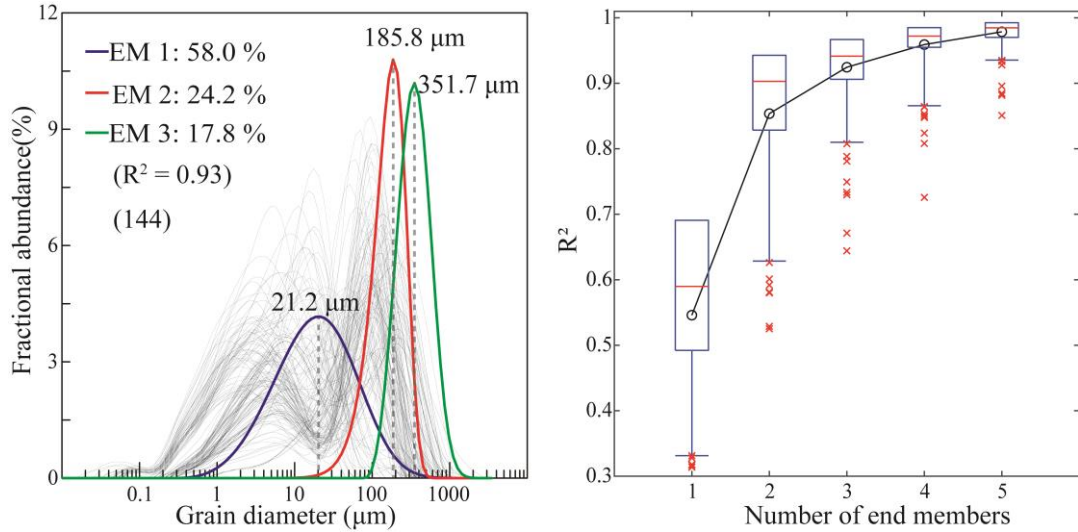 12
9
6
3
0
Fractional abundance(%)
EM 1: 58.0 %
EM 2: 24.2 %
EM 3: 17.8 %
(R² = 0.93)
(144)
185.8 μm
351.7 μm
21.2 μm
0.1 1 10 100 1000
Grain diameter (μm)
1
0.9
0.8
0.7
0.6
0.5
0.4
0.3
R²
1 2 3 4 5
Number of end members